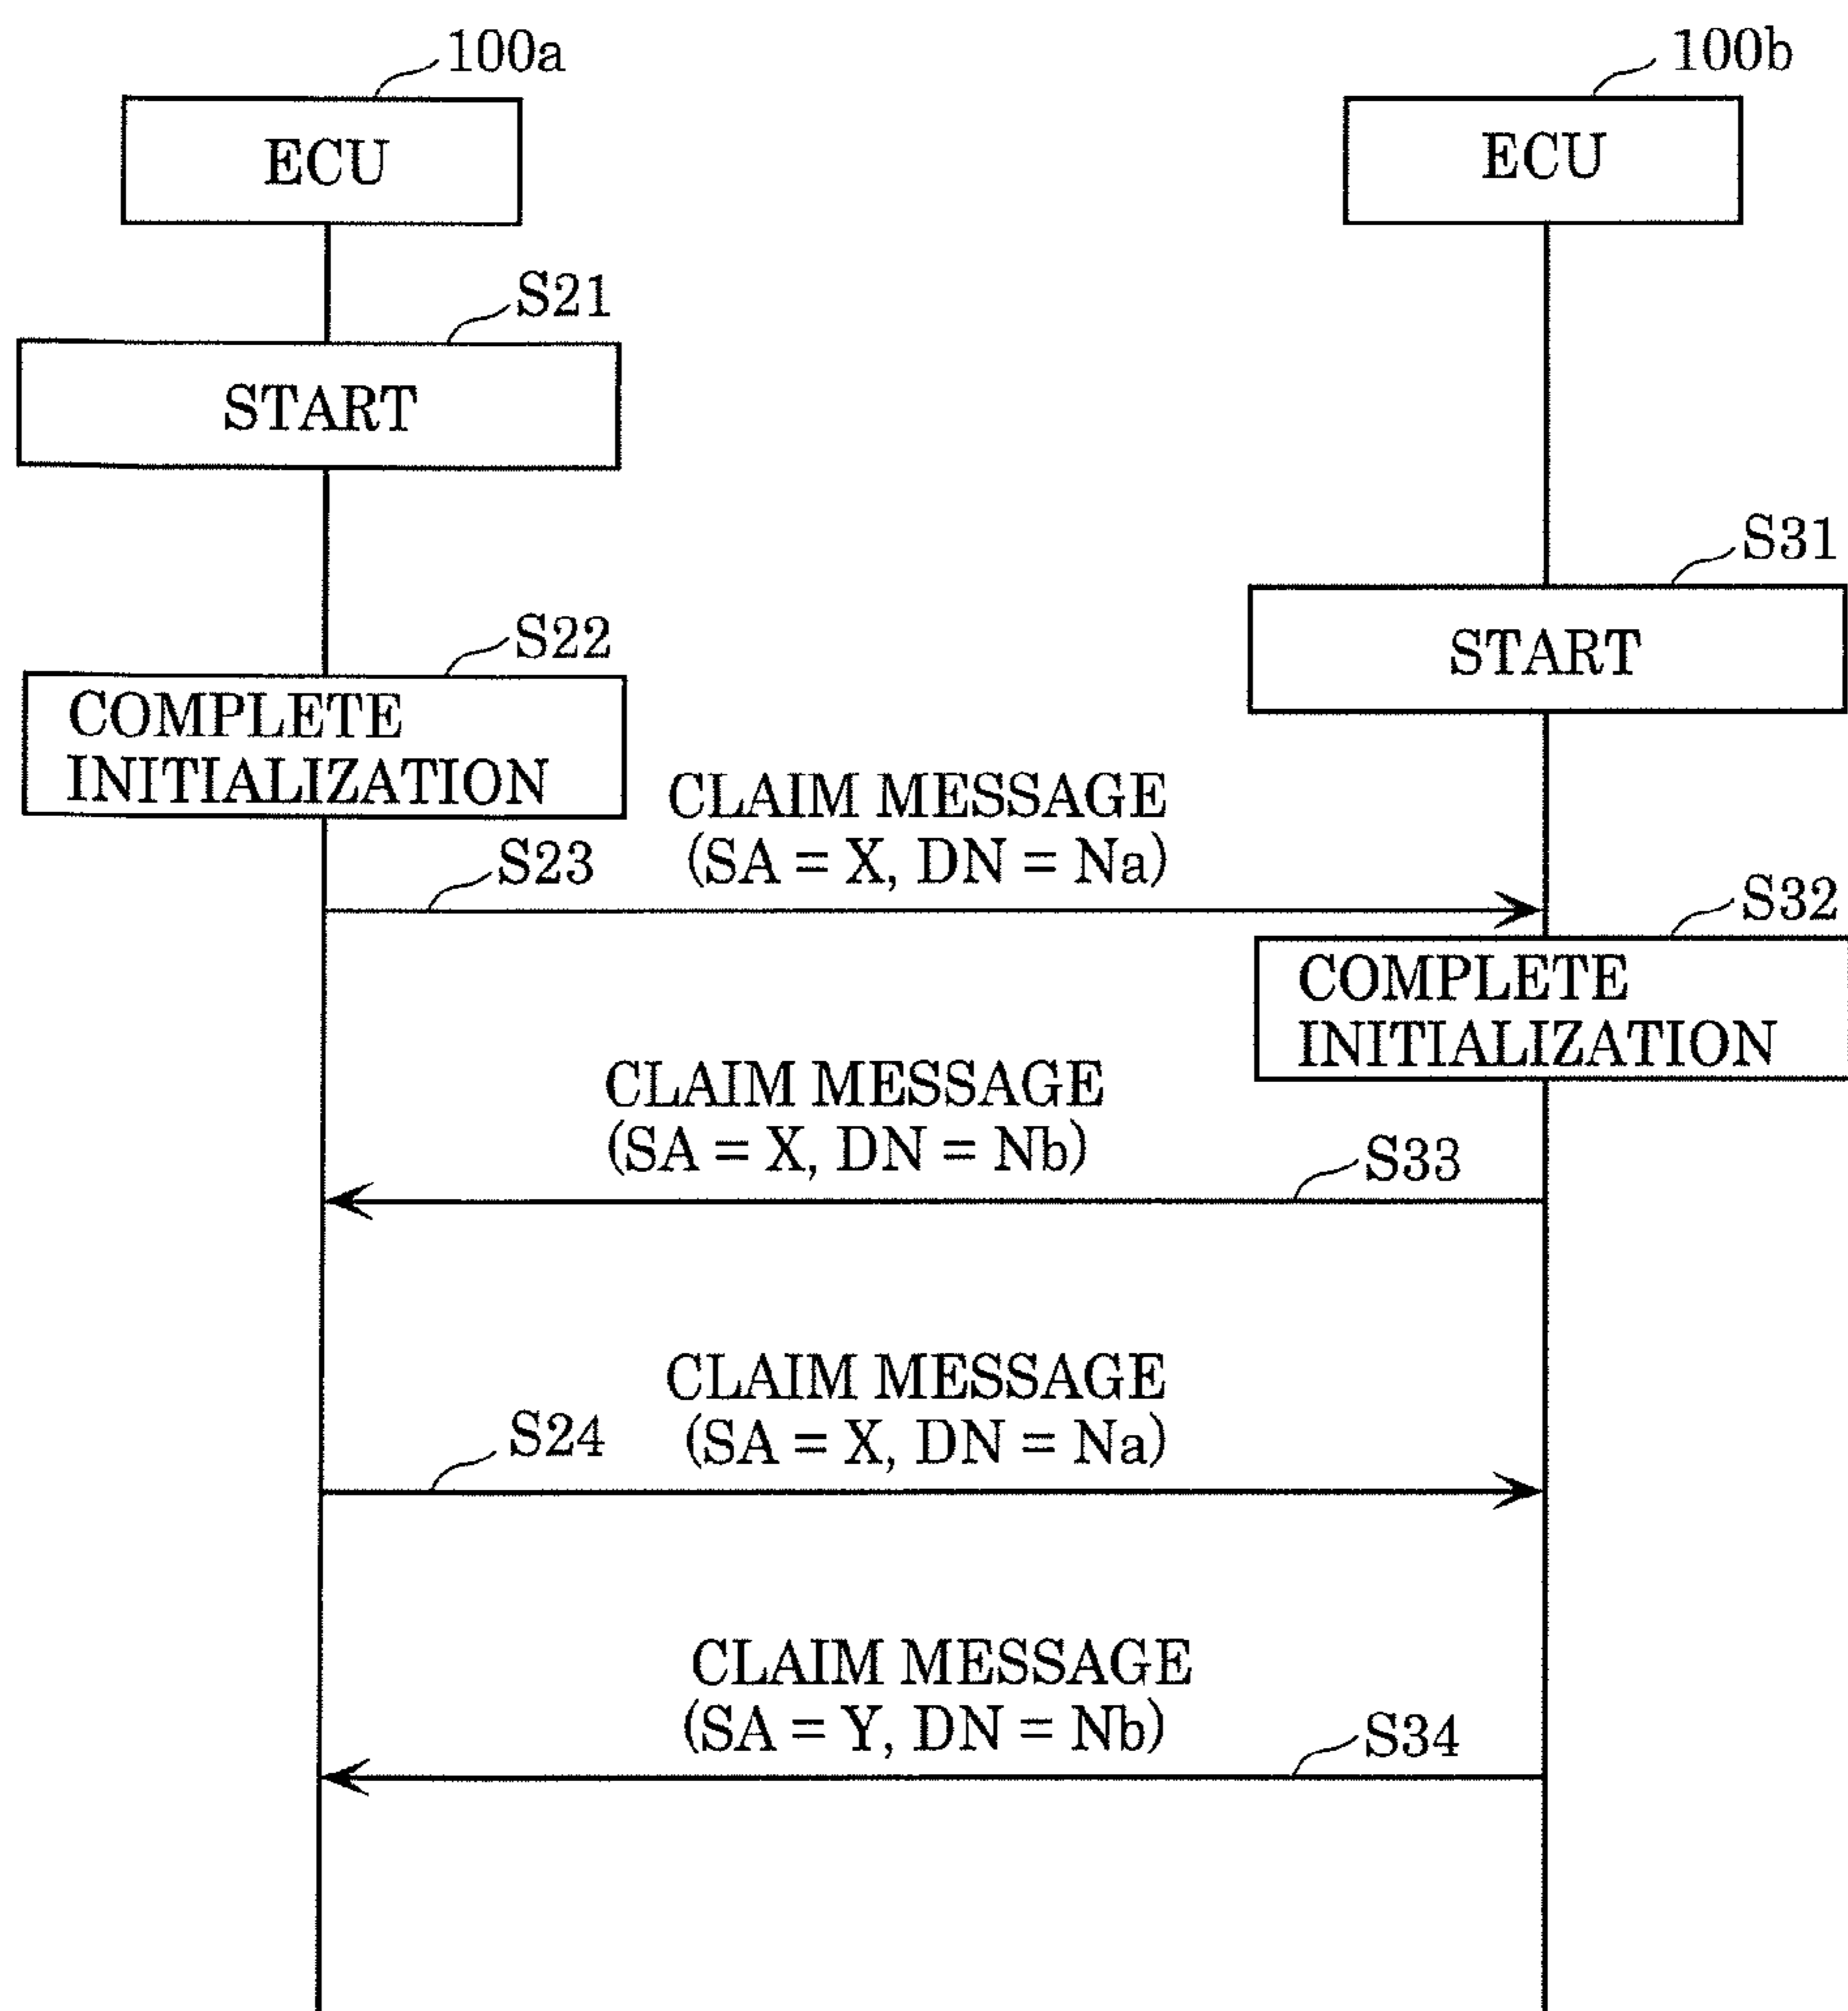 100a
100b
ECU
ECU
S21
START
S31
START
S22
COMPLETE
INITIALIZATION
CLAIM MESSAGE
(SA = X, DN = Na)
S23
S32
COMPLETE
INITIALIZATION
CLAIM MESSAGE
(SA = X, DN = Nb)
S33
CLAIM MESSAGE
(SA = X, DN = Na)
S24
CLAIM MESSAGE
(SA = Y, DN = Nb)
S34